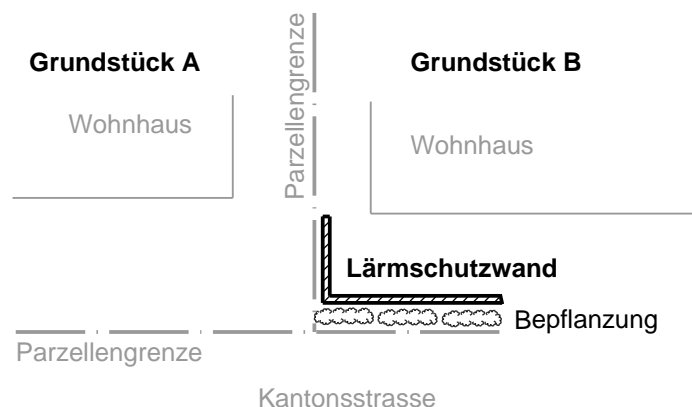 Grundstück A
Grundstück B
Parzellengrenze
Wohnhaus
Wohnhaus
Lärmschutzwand
Bepflanzung
Parzellengrenze
Kantonsstrasse